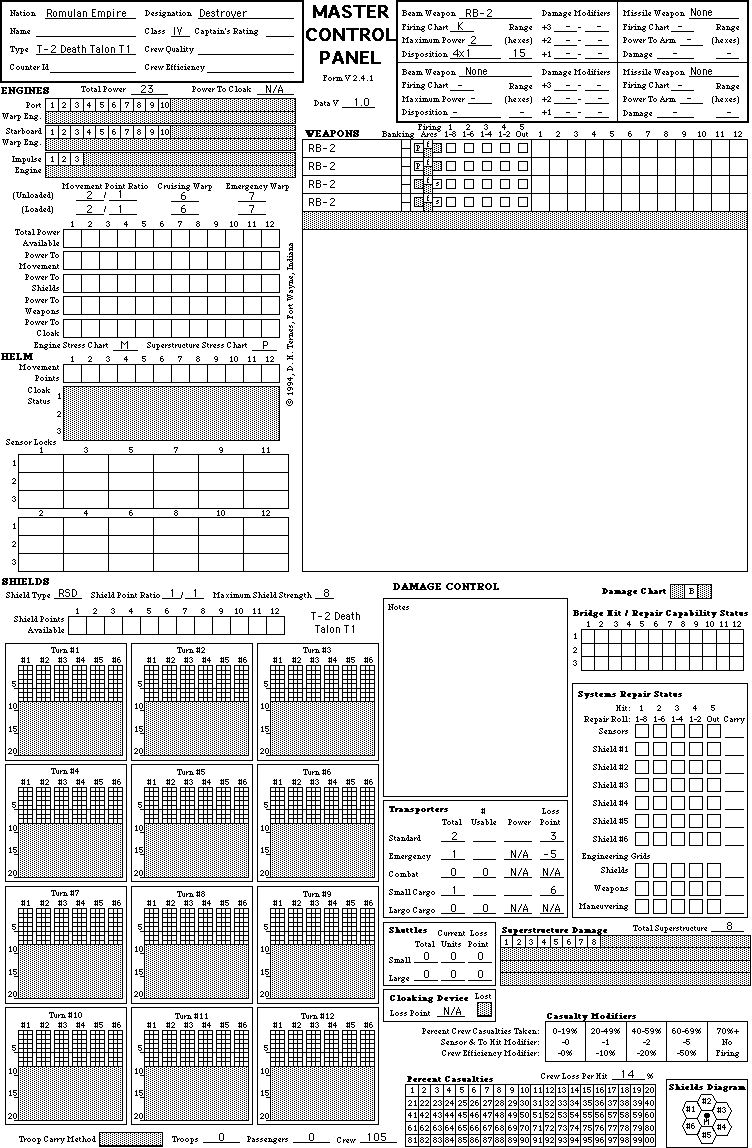 Nation Romulan Empire Designation Destroyer
Name Class IV Captain's Rating
Type T-2 Death Talon T1 Crew Quality
Counter Id Crew Efficiency
MASTER CONTROL PANEL
Form V 2.4.1
Data V 1.0
Beam Weapon RB-2 Damage Modifiers
Firing Chart K Range +3 - - -
Maximum Power 2 (hexes) +2 - - -
Disposition 4x1 15 +1 - - -
Missile Weapon None
Firing Chart - Range
Power To Arm - (hexes)
Damage - -
Beam Weapon None Damage Modifiers
Firing Chart - Range +3 - - -
Maximum Power - (hexes) +2 - - -
Disposition - - +1 - - -
Missile Weapon None
Firing Chart - Range
Power To Arm - (hexes)
Damage - -
ENGINES Total Power 23 Power To Cloak N/A
Port Warp Eng. 1 2 3 4 5 6 7 8 9 10
Starboard Warp Eng. 1 2 3 4 5 6 7 8 9 10
Impulse Engine 1 2 3
Movement Point Ratio Cruising Warp Emergency Warp
(Unloaded) 2 / 1 6 7
(Loaded) 2 / 1 6 7
1 2 3 4 5 6 7 8 9 10 11 12
Total Power Available
Power To Movement
Power To Shields
Power To Weapons
Power To Cloak
Engine Stress Chart M Superstructure Stress Chart P
© 1994, D. H. Ternes, Fort Wayne, Indiana
HELM
1 2 3 4 5 6 7 8 9 10 11 12
Movement Points
Cloak Status 1 2 3
Sensor Locks
1 3 5 7 9 11
1
2
3
2 4 6 8 10 12
1
2
3
WEAPONS
Banking Firing Arcs 1 1-8 2 1-6 3 1-4 4 1-2 5 Out 1 2 3 4 5 6 7 8 9 10 11 12
RB-2 P f
RB-2 P f
RB-2 f s
RB-2 f s
SHIELDS
Shield Type RSD Shield Point Ratio 1 / 1 Maximum Shield Strength 8
1 2 3 4 5 6 7 8 9 10 11 12
Shield Points Available
T-2 Death Talon T1
Turn #1 Turn #2 Turn #3
#1 #2 #3 #4 #5 #6 #1 #2 #3 #4 #5 #6 #1 #2 #3 #4 #5 #6
5 5 5
10 10 10
15 15 15
20 20 20
Turn #4 Turn #5 Turn #6
#1 #2 #3 #4 #5 #6 #1 #2 #3 #4 #5 #6 #1 #2 #3 #4 #5 #6
5 5 5
10 10 10
15 15 15
20 20 20
Turn #7 Turn #8 Turn #9
#1 #2 #3 #4 #5 #6 #1 #2 #3 #4 #5 #6 #1 #2 #3 #4 #5 #6
5 5 5
10 10 10
15 15 15
20 20 20
Turn #10 Turn #11 Turn #12
#1 #2 #3 #4 #5 #6 #1 #2 #3 #4 #5 #6 #1 #2 #3 #4 #5 #6
5 5 5
10 10 10
15 15 15
20 20 20
Troop Carry Method Troops 0 Passengers 0 Crew 105
DAMAGE CONTROL
Damage Chart B
Notes
Bridge Hit / Repair Capability Status
1 2 3 4 5 6 7 8 9 10 11 12
1
2
3
Systems Repair Status
Hit: 1 2 3 4 5
Repair Roll: 1-8 1-6 1-4 1-2 Out Carry
Sensors
Shield #1
Shield #2
Shield #3
Shield #4
Shield #5
Shield #6
Engineering Grids
Shields
Weapons
Maneuvering
Transporters
Total # Usable Power Loss Point
Standard 2 3
Emergency 1 N/A -5
Combat 0 0 N/A N/A
Small Cargo 1 6
Largo Cargo 0 0 N/A N/A
Shuttles
Total Current Units Loss Point
Small 0 0 0
Large 0 0 0
Superstructure Damage Total Superstructure 8
1 2 3 4 5 6 7 8
Cloaking Device Lost
Loss Point N/A
Casualty Modifiers
Percent Crew Casualties Taken: 0-19% 20-49% 40-59% 60-69% 70%+
Sensor & To Hit Modifier: -0 -1 -2 -5 No
Crew Efficiency Modifier: -0% -10% -20% -50% Firing
Crew Loss Per Hit 14 %
Percent Casualties
1 2 3 4 5 6 7 8 9 10 11 12 13 14 15 16 17 18 19 20
21 22 23 24 25 26 27 28 29 30 31 32 33 34 35 36 37 38 39 40
41 42 43 44 45 46 47 48 49 50 51 52 53 54 55 56 57 58 59 60
61 62 63 64 65 66 67 68 69 70 71 72 73 74 75 76 77 78 79 80
81 82 83 84 85 86 87 88 89 90 91 92 93 94 95 96 97 98 99 00
Shields Diagram
#2
#1 #3
#6 #4
#5